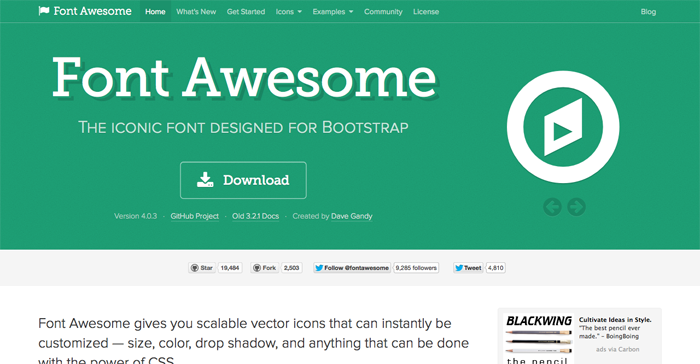 Font Awesome Home What's New Get Started Icons Examples Community License Blog
Font Awesome
The iconic font designed for Bootstrap
Download
Version 4.0.3 · GitHub Project · Old 3.2.1 Docs · Created by Dave Gandy
Star 19,484 Fork 2,503 Follow @fontawesome 9,285 followers Tweet 4,810
Font Awesome gives you scalable vector icons that can instantly be
customized — size, color, drop shadow, and anything that can be done
with the power of CSS.
BLACKWING
the pencil
Cultivate Ideas in Style.
"The best pencil ever
made." – BoingBoing
ads via Carbon